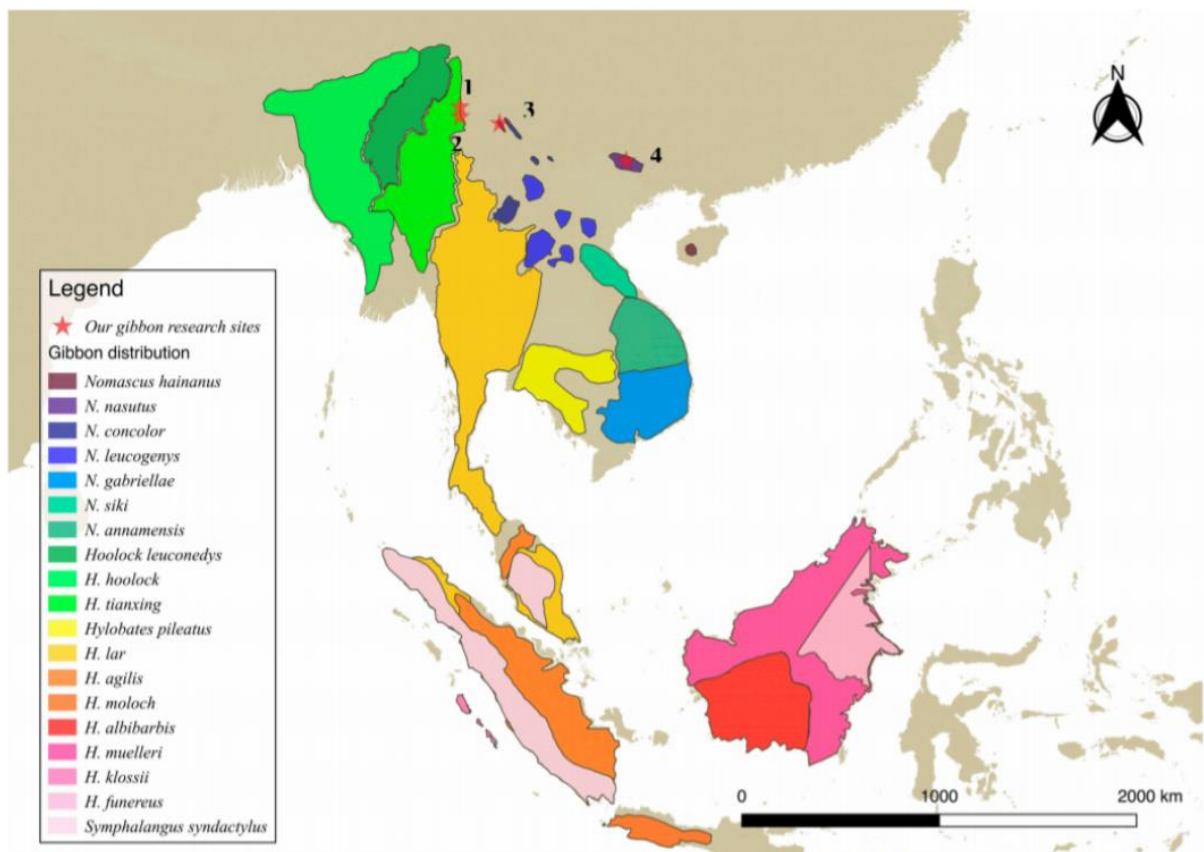 1
3
N
2
4
Legend
Our gibbon research sites
Gibbon distribution
Nomascus hainanus
N. nasutus
N. concolor
N. leucogenys
N. gabriellae
N. siki
N. annamensis
Hoolock leuconedys
H. hoolock
H. tianxing
Hylobates pileatus
H. lar
H. agilis
H. moloch
H. albibarbis
H. muelleri
H. klossii
H. funereus
Symphalangus syndactylus
0 1000 2000 km